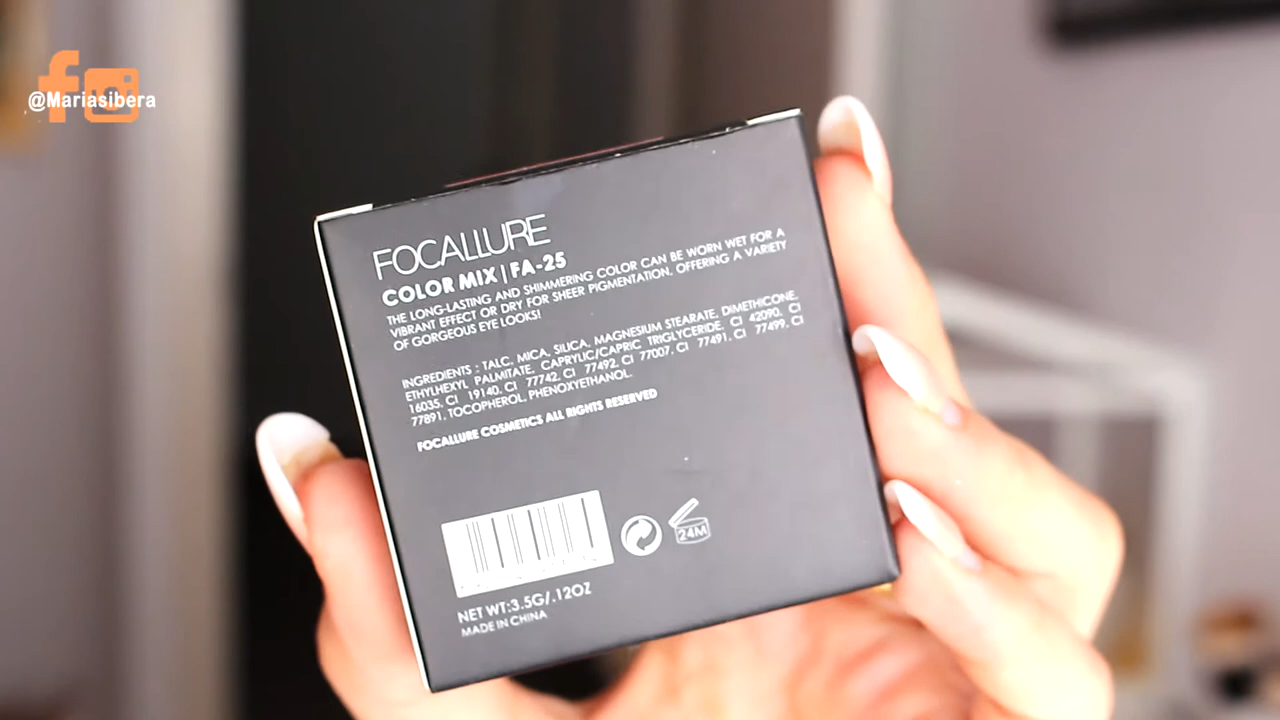 @Mariasibera
FOCALLURE
COLOR MIX | FA-25
THE LONG-LASTING AND SHIMMERING COLOR CAN BE WORN WET FOR A
VIBRANT EFFECT OR DRY FOR SHEER PIGMENTATION, OFFERING A VARIETY
OF GORGEOUS EYE LOOKS!
INGREDIENTS : TALC, MICA, SILICA, MAGNESIUM STEARATE, DIMETHICONE,
ETHYLHEXYL PALMITATE, CAPRYLIC/CAPRIC TRIGLYCERIDE, CI 42090, CI
16035, CI 19140, CI 77742, CI 77492, CI 77007, CI 77491, CI 77499, CI
77891, TOCOPHEROL, PHENOXYETHANOL.
FOCALLURE COSMETICS ALL RIGHTS RESERVED
24M
NET WT:3.5G/.12OZ
MADE IN CHINA